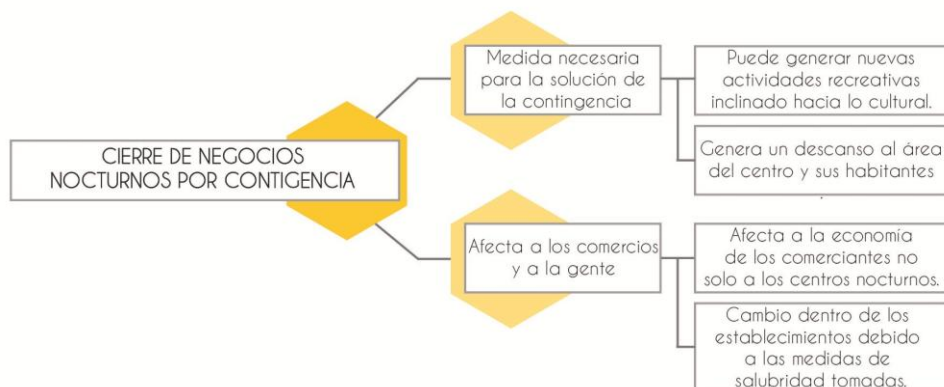 CIERRE DE NEGOCIOS
NOCTURNOS POR CONTIGENCIA
Medida necesaria
para la solución de
la contingencia
Puede generar nuevas
actividades recreativas
inclinado hacia lo cultural.
Genera un descanso al área
del centro y sus habitantes
.
Afecta a los comercios
y a la gente
Afecta a la economía
de los comerciantes no
solo a los centros nocturnos.
Cambio dentro de los
establecimientos debido
a las medidas de
salubridad tomadas.